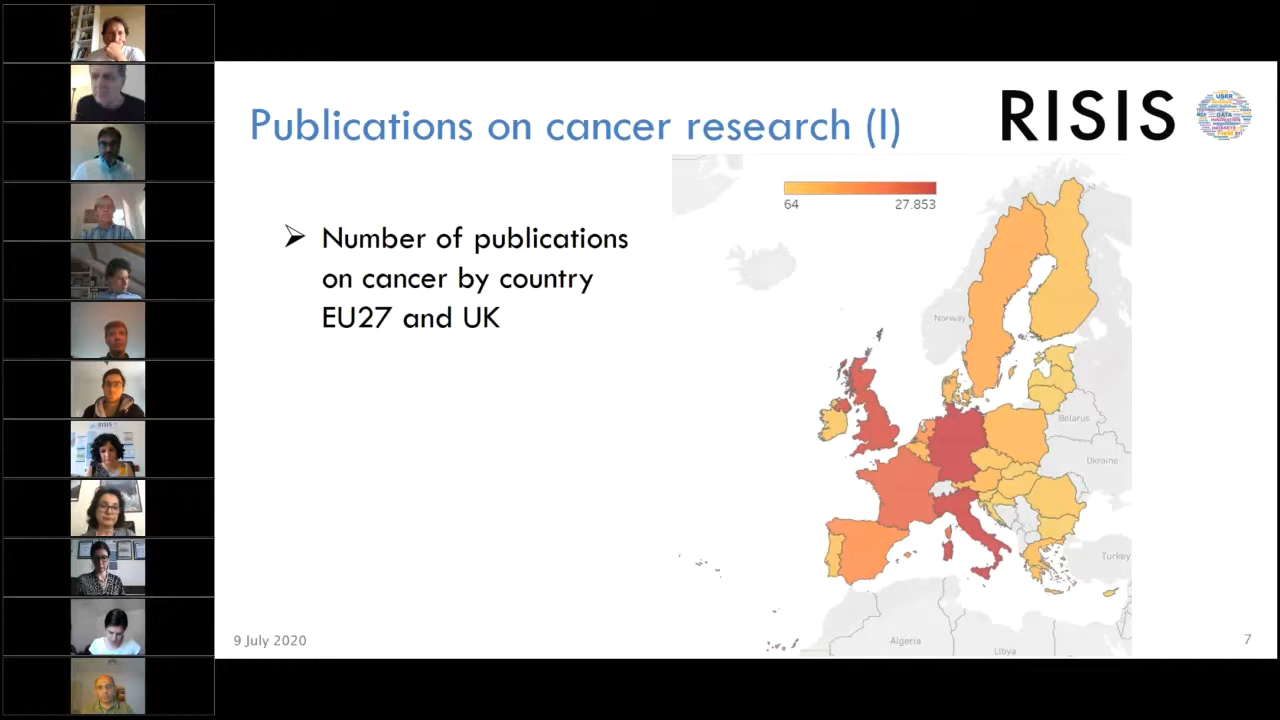 Publications on cancer research (I)
RISIS
64
27.853
➢ Number of publications
on cancer by country
EU27 and UK
Norway
Belarus
Ukraine
Turkey
Algeria
Libya
9 July 2020
7